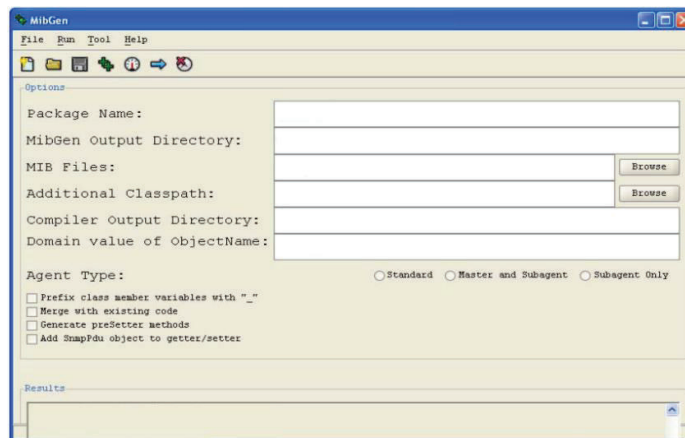 MibGen
File Run Tool Help
Options
Package Name:
MibGen Output Directory:
MIB Files:
Browse
Additional Classpath:
Browse
Compiler Output Directory:
Domain value of ObjectName:
Agent Type:
Standard Master and Subagent Subagent Only
Prefix class member variables with "_"
Merge with existing code
Generate preSetter methods
Add SnmpPdu object to getter/setter
Results